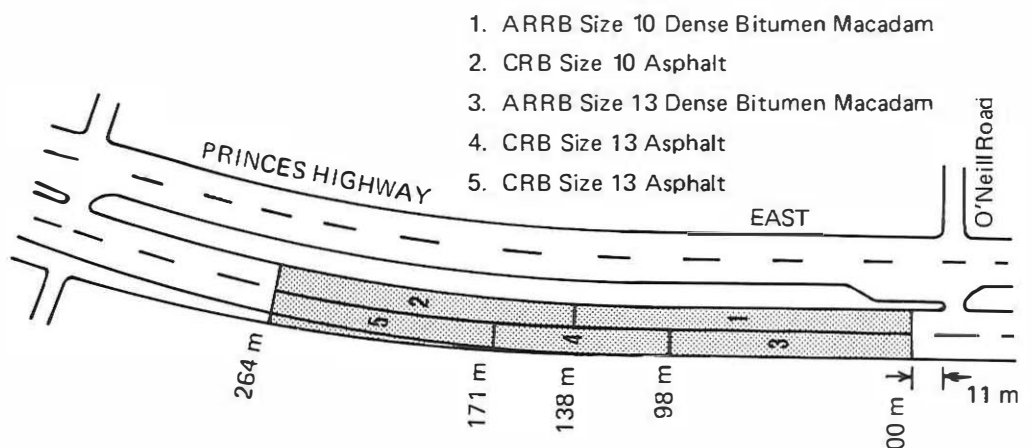 1. ARRB Size 10 Dense Bitumen Macadam
2. CRB Size 10 Asphalt
3. ARRB Size 13 Dense Bitumen Macadam
4. CRB Size 13 Asphalt
5. CRB Size 13 Asphalt
O'Neill Road
PRINCES HIGHWAY
EAST
2
1
5
4
3
264 m
171 m
138 m
98 m
00 m
11 m